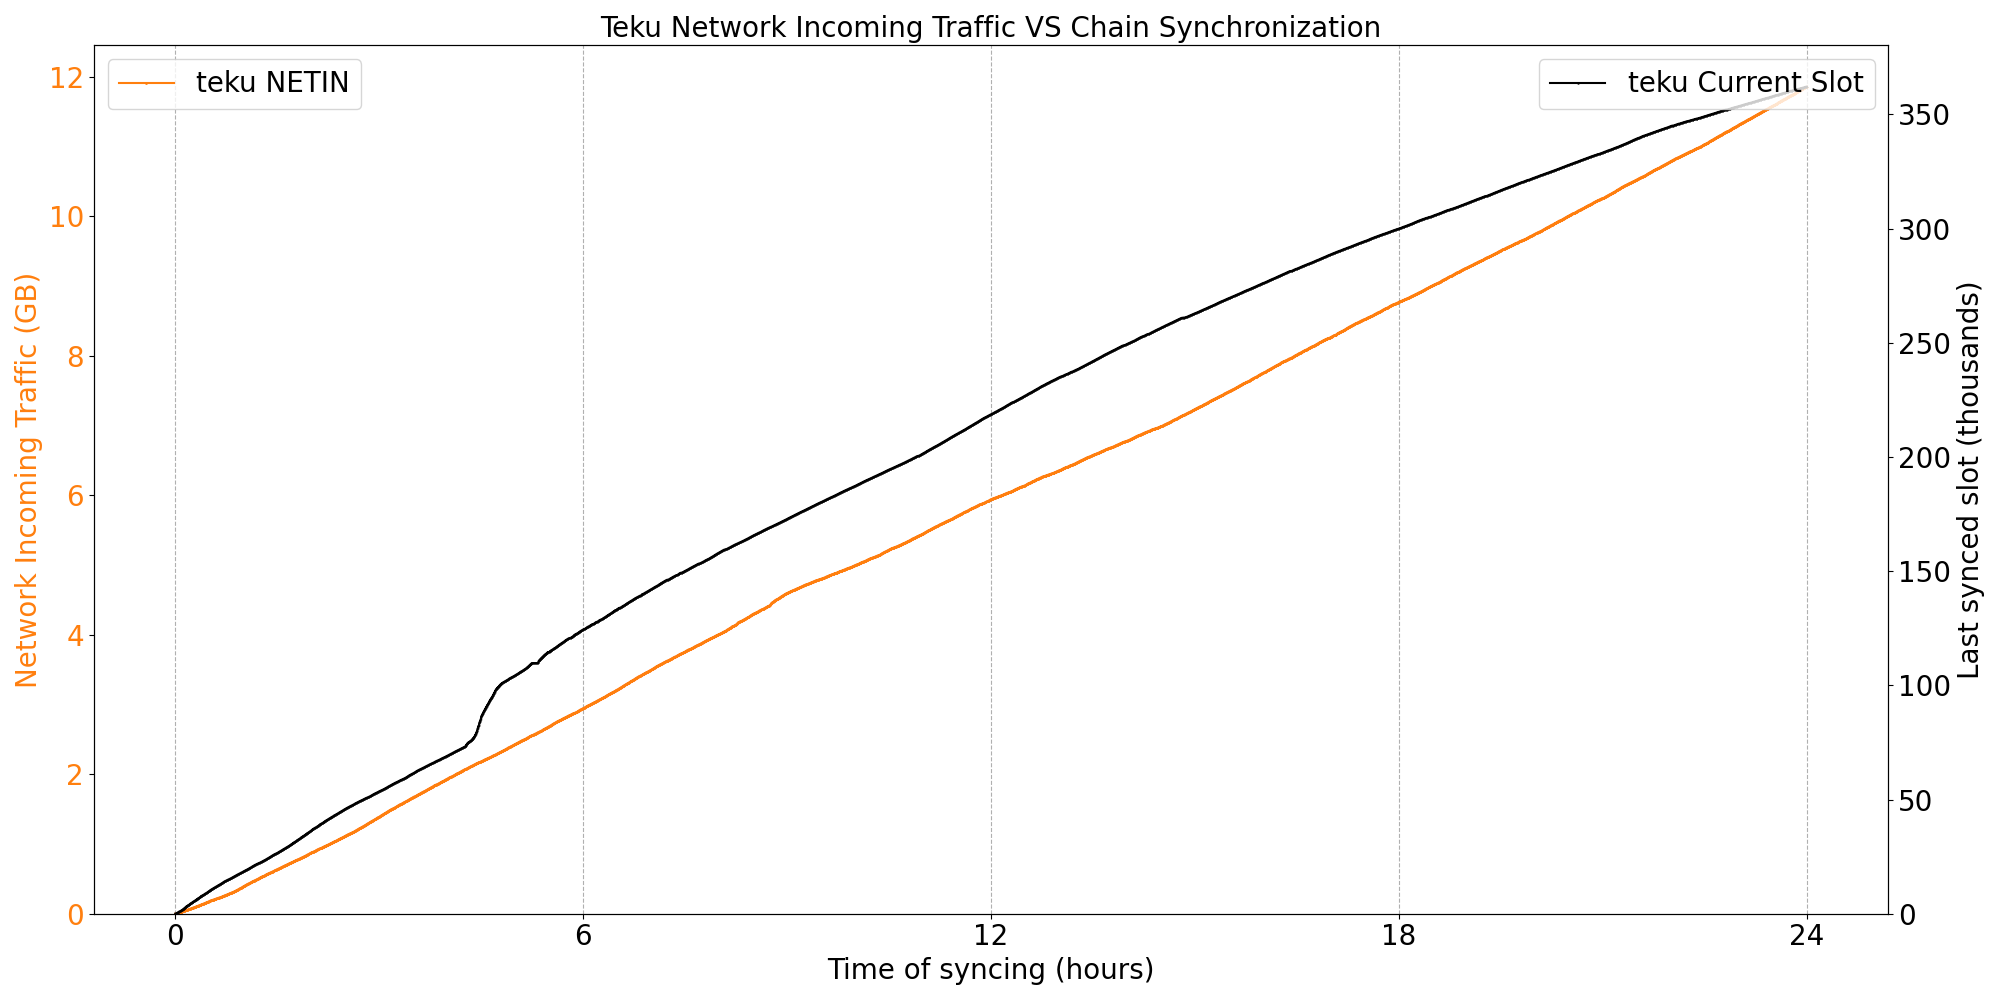 Teku Network Incoming Traffic VS Chain Synchronization
teku NETIN
teku Current Slot
Network Incoming Traffic (GB)
12
10
8
6
4
2
0
Last synced slot (thousands)
350
300
250
200
150
100
50
0
0 6 12 18 24
Time of syncing (hours)